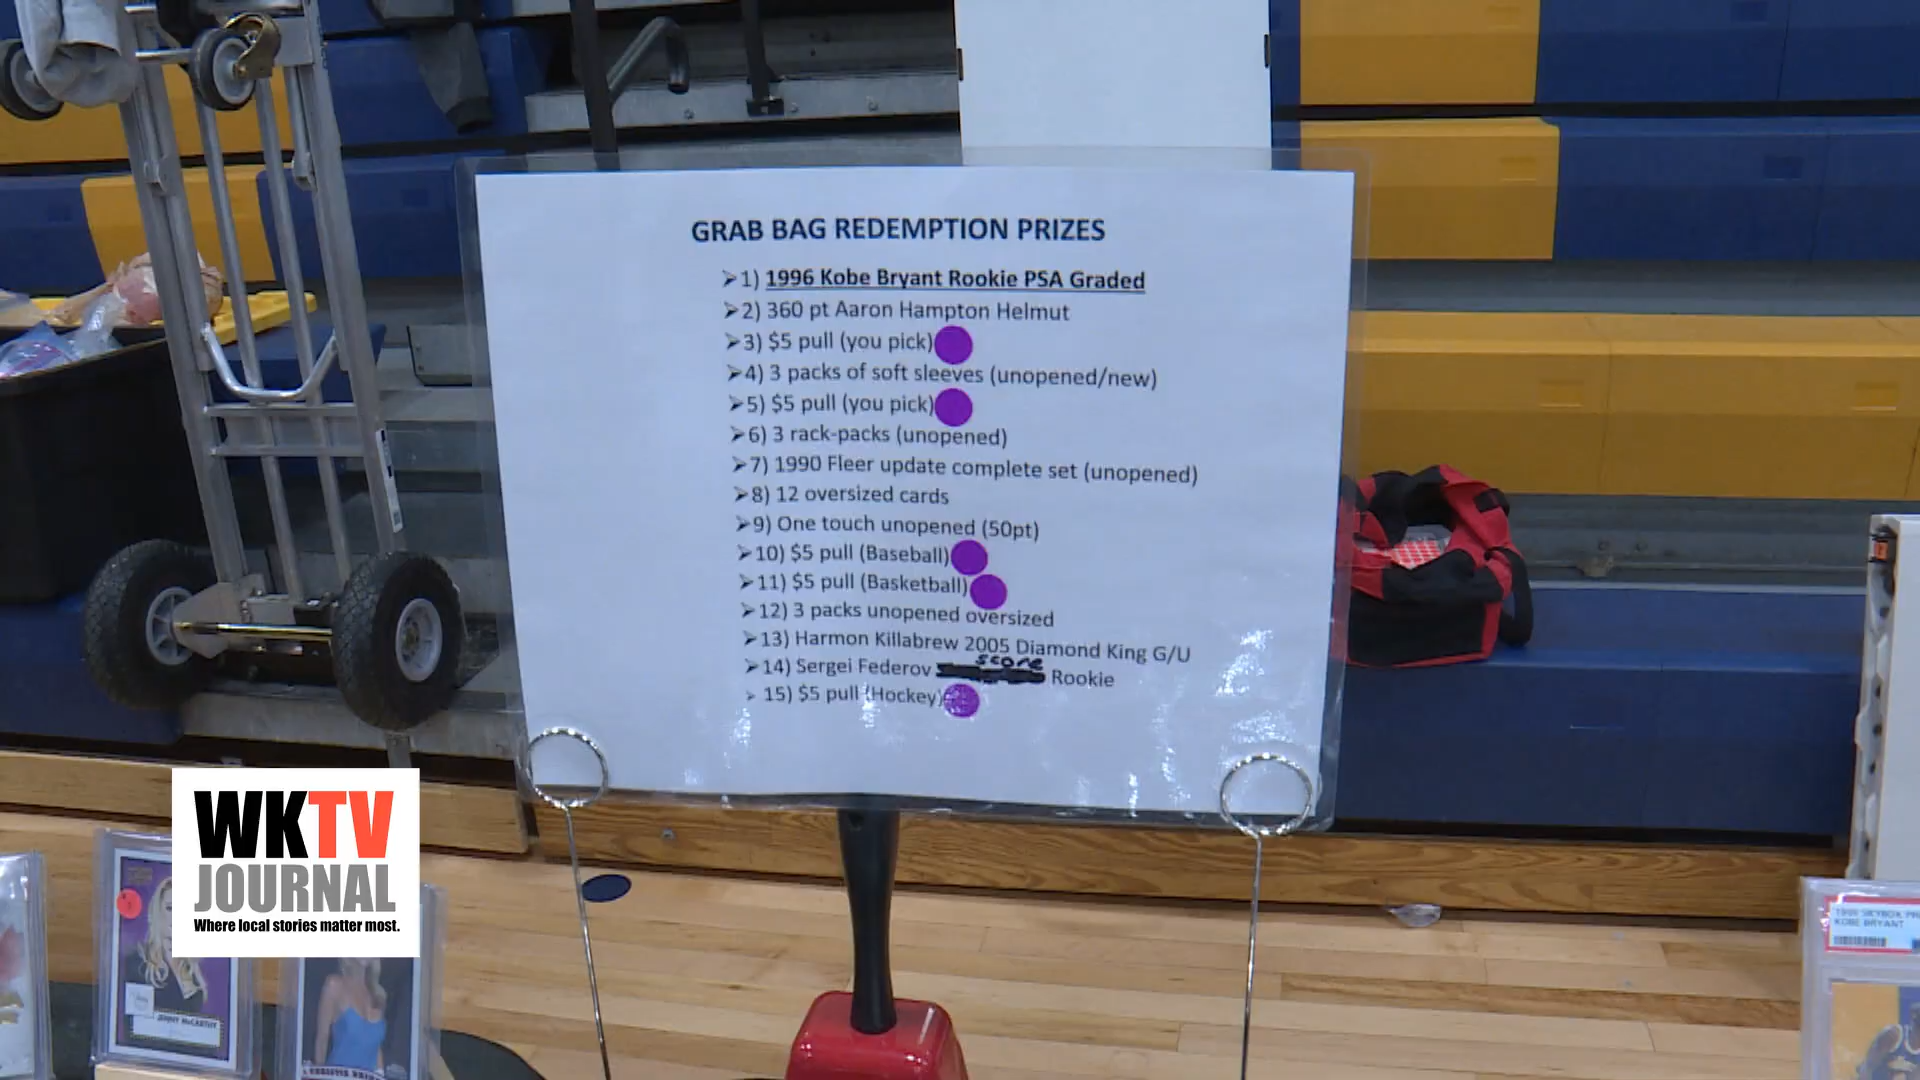 GRAB BAG REDEMPTION PRIZES
➢1) 1996 Kobe Bryant Rookie PSA Graded
➢2) 360 pt Aaron Hampton Helmut
➢3) $5 pull (you pick)
➢4) 3 packs of soft sleeves (unopened/new)
➢5) $5 pull (you pick)
➢6) 3 rack-packs (unopened)
➢7) 1990 Fleer update complete set (unopened)
➢8) 12 oversized cards
➢9) One touch unopened (50pt)
➢10) $5 pull (Baseball)
➢11) $5 pull (Basketball)
➢12) 3 packs unopened oversized
➢13) Harmon Killabrew 2005 Diamond King G/U
➢14) Sergei Federov score Rookie
➢ 15) $5 pull (Hockey)
WKTV
JOURNAL
Where local stories matter most.
JENNY McCARTHY
1996 SKYBOX
KOBE BRYANT